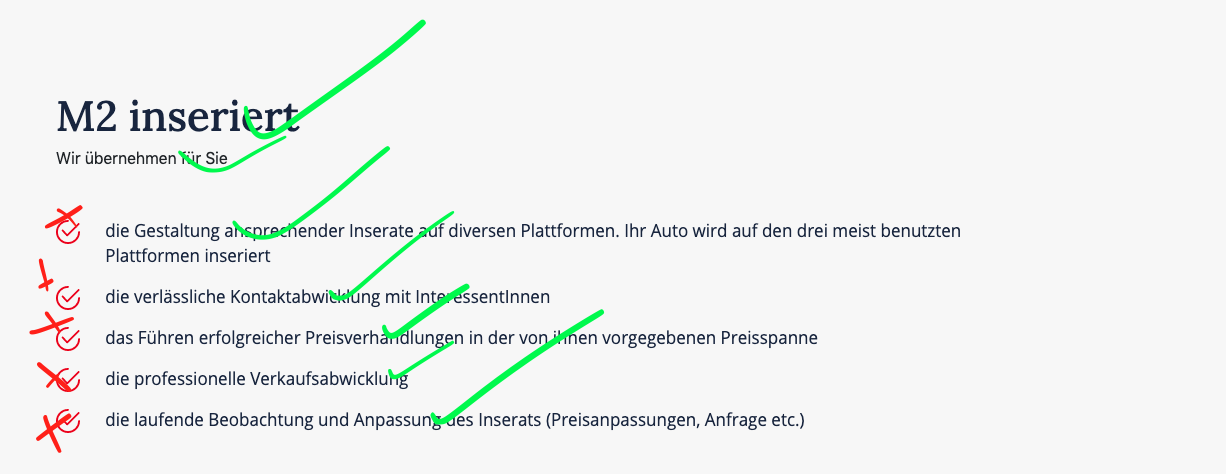 M2 inseriert
Wir übernehmen für Sie
die Gestaltung ansprechender Inserate auf diversen Plattformen. Ihr Auto wird auf den drei meist benutzten
Plattformen inseriert
die verlässliche Kontaktabwicklung mit InteressentInnen
das Führen erfolgreicher Preisverhandlungen in der von ihnen vorgegebenen Preisspanne
die professionelle Verkaufsabwicklung
die laufende Beobachtung und Anpassung des Inserats (Preisanpassungen, Anfrage etc.)